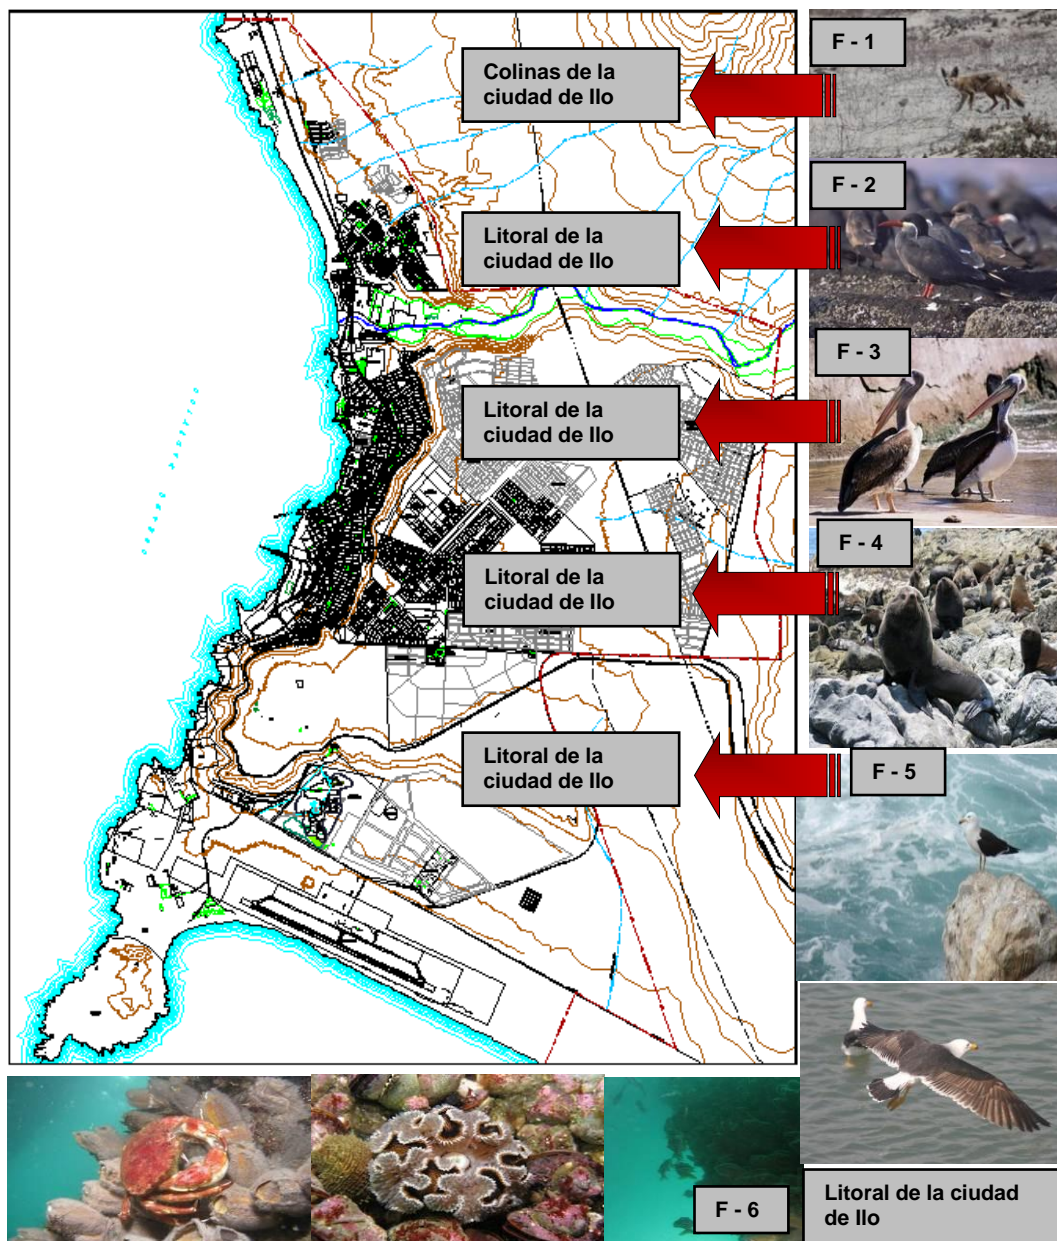 F - 1
Colinas de la
ciudad de Ilo
F - 2
Litoral de la
ciudad de Ilo
F - 3
Litoral de la
ciudad de Ilo
F - 4
Litoral de la
ciudad de Ilo
F - 5
Litoral de la
ciudad de Ilo
F - 6
Litoral de la ciudad
de Ilo